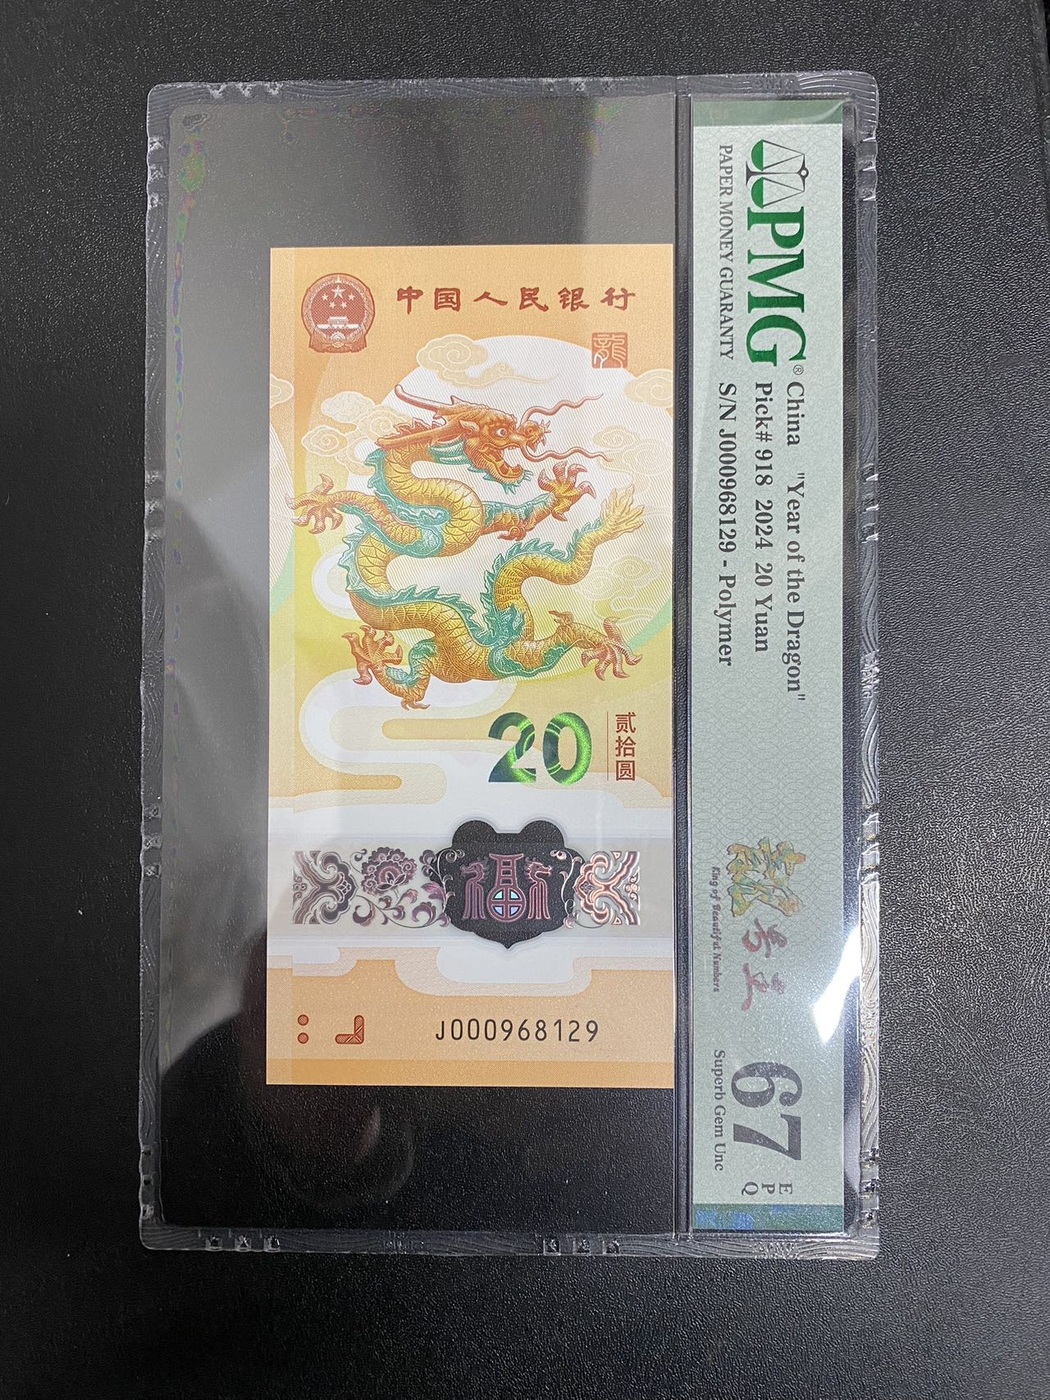 中国人民银行
龍
20
贰拾圆
福
J000968129
PMG®
PAPER MONEY GUARANTY
China "Year of the Dragon"
Pick# 918 2024 20 Yuan
S/N J000968129 - Polymer
King of Beautiful Numbers
67
EPQ
Superb Gem Unc